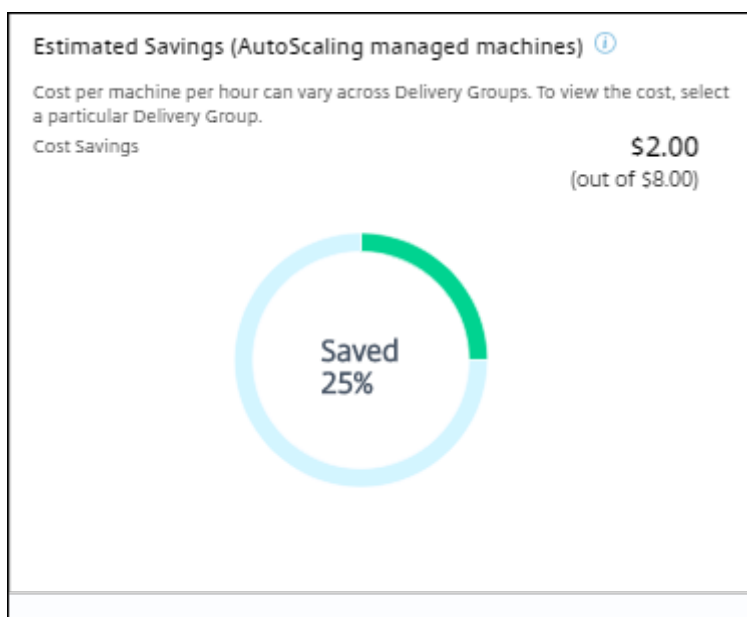 Estimated Savings (AutoScaling managed machines)
Cost per machine per hour can vary across Delivery Groups. To view the cost, select
a particular Delivery Group.
Cost Savings
$2.00
(out of $8.00)
Saved
25%